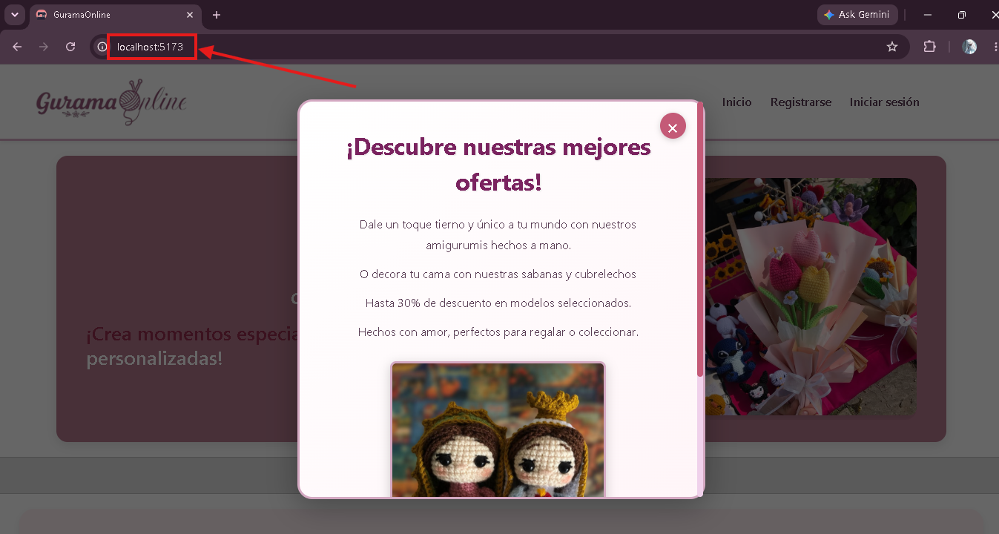 GuramaOnline
Ask Gemini
localhost:5173
GuramaOnline
Inicio
Registrarse
Iniciar sesión
¡Descubre nuestras mejores
ofertas!
Dale un toque tierno y único a tu mundo con nuestros
amigurumis hechos a mano.
O decora tu cama con nuestras sabanas y cubrelechos
Hasta 30% de descuento en modelos seleccionados.
Hechos con amor, perfectos para regalar o coleccionar.
¡Crea momentos especia
personalizadas!